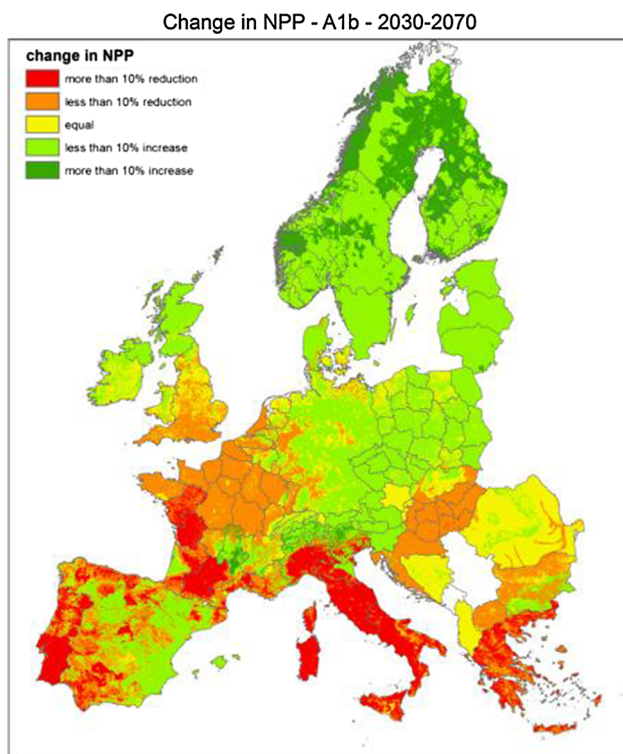 Change in NPP - A1b - 2030-2070
change in NPP
more than 10% reduction
less than 10% reduction
equal
less than 10% increase
more than 10% increase